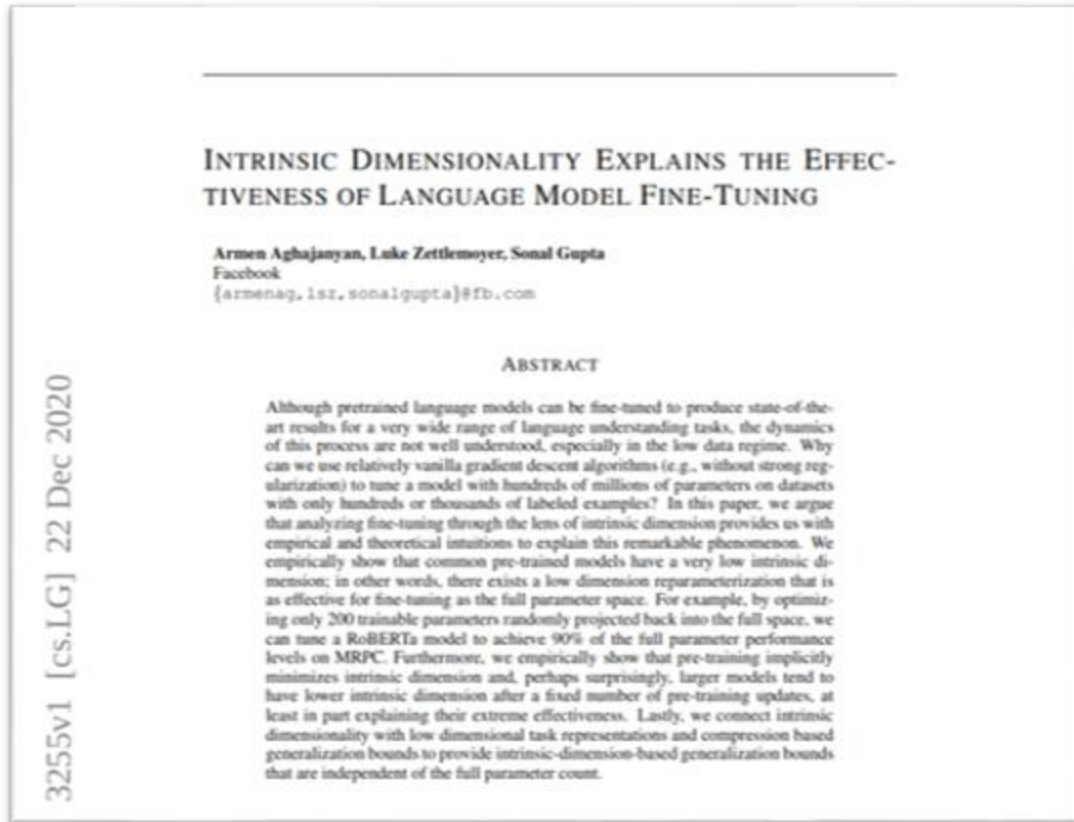 INTRINSIC DIMENSIONALITY EXPLAINS THE EFFEC-
TIVENESS OF LANGUAGE MODEL FINE-TUNING
Armen Aghajanyan, Luke Zettlemoyer, Sonal Gupta
Facebook
{armenag,lsz,sonalgupta}@fb.com
ABSTRACT
Although pretrained language models can be fine-tuned to produce state-of-the-
art results for a very wide range of language understanding tasks, the dynamics
of this process are not well understood, especially in the low data regime. Why
can we use relatively vanilla gradient descent algorithms (e.g., without strong reg-
ularization) to tune a model with hundreds of millions of parameters on datasets
with only hundreds or thousands of labeled examples? In this paper, we argue
that analyzing fine-tuning through the lens of intrinsic dimension provides us with
empirical and theoretical intuitions to explain this remarkable phenomenon. We
empirically show that common pre-trained models have a very low intrinsic di-
mension; in other words, there exists a low dimension reparameterization that is
as effective for fine-tuning as the full parameter space. For example, by optimiz-
ing only 200 trainable parameters randomly projected back into the full space, we
can tune a RoBERTa model to achieve 90% of the full parameter performance
levels on MRPC. Furthermore, we empirically show that pre-training implicitly
minimizes intrinsic dimension and, perhaps surprisingly, larger models tend to
have lower intrinsic dimension after a fixed number of pre-training updates, at
least in part explaining their extreme effectiveness. Lastly, we connect intrinsic
dimensionality with low dimensional task representations and compression based
generalization bounds to provide intrinsic-dimension-based generalization bounds
that are independent of the full parameter count.
3255v1 [cs.LG] 22 Dec 2020